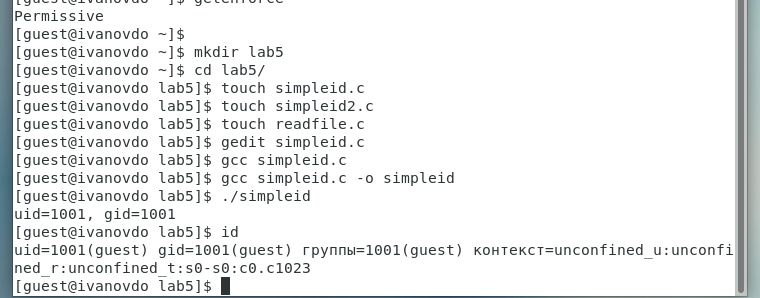 [guest@ivanovdo ~]$ getenforce
Permissive
[guest@ivanovdo ~]$
[guest@ivanovdo ~]$ mkdir lab5
[guest@ivanovdo ~]$ cd lab5/
[guest@ivanovdo lab5]$ touch simpleid.c
[guest@ivanovdo lab5]$ touch simpleid2.c
[guest@ivanovdo lab5]$ touch readfile.c
[guest@ivanovdo lab5]$ gedit simpleid.c
[guest@ivanovdo lab5]$ gcc simpleid.c
[guest@ivanovdo lab5]$ gcc simpleid.c -o simpleid
[guest@ivanovdo lab5]$ ./simpleid
uid=1001, gid=1001
[guest@ivanovdo lab5]$ id
uid=1001(guest) gid=1001(guest) группы=1001(guest) контекст=unconfined_u:unconfi
ned_r:unconfined_t:s0-s0:c0.c1023
[guest@ivanovdo lab5]$